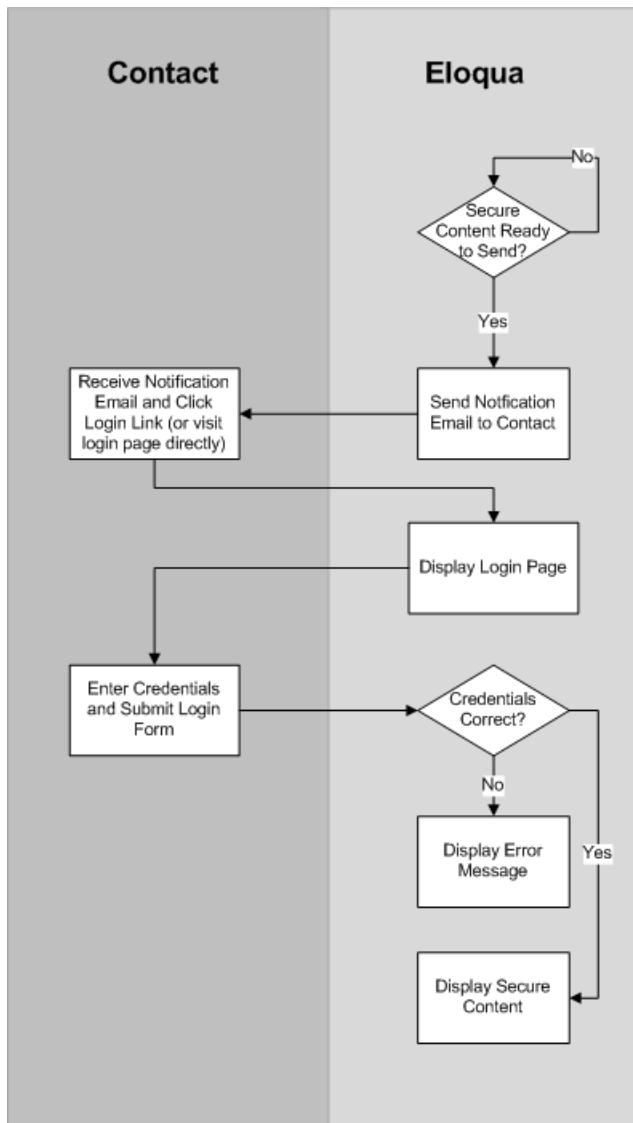 Contact
Eloqua
No
Secure
Content Ready
to Send?
Yes
Receive Notification
Email and Click
Login Link (or visit
login page directly)
Send Notfication
Email to Contact
Display Login Page
Enter Credentials
and Submit Login
Form
Credentials
Correct?
No
Display Error
Message
Yes
Display Secure
Content